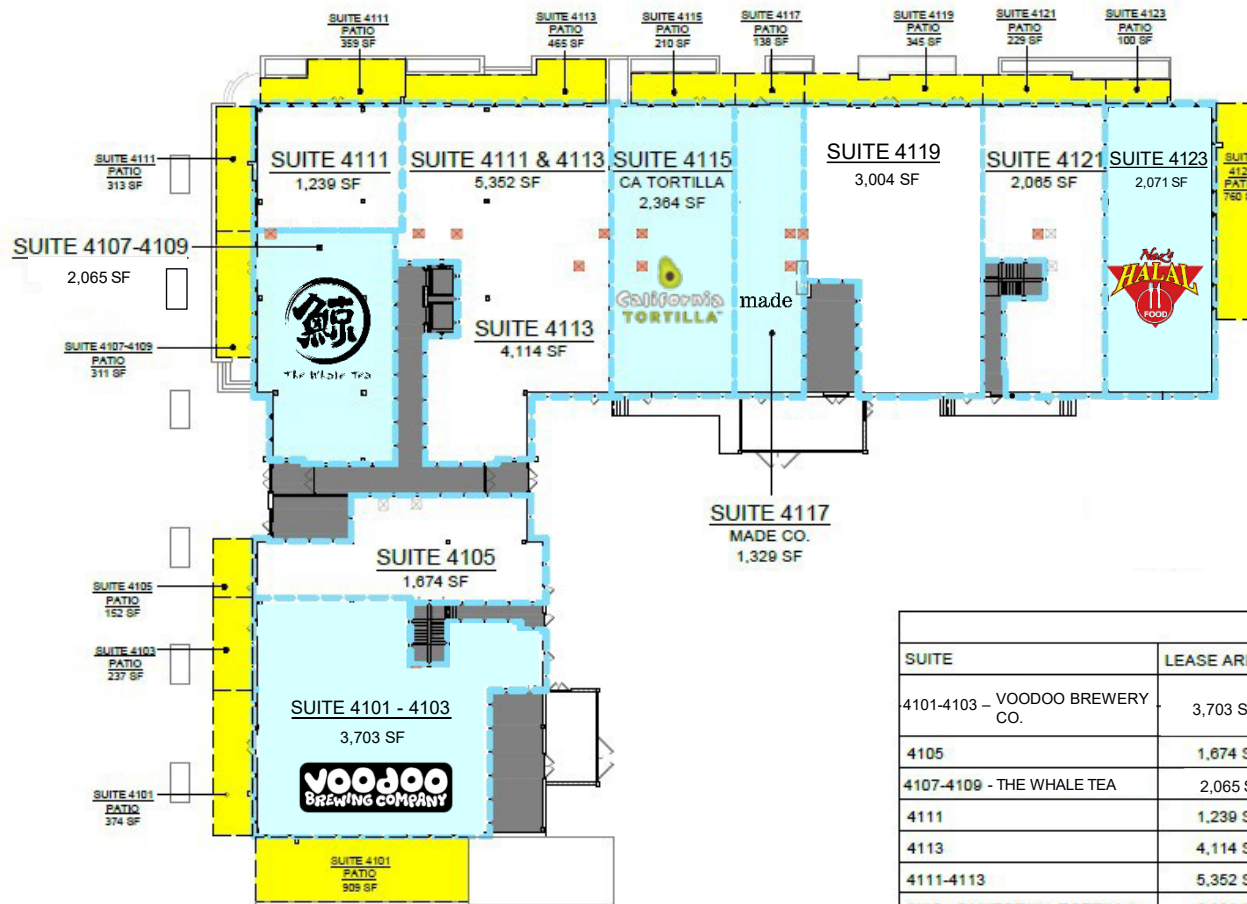 SUITE 4111
PATIO
359 SF
SUITE 4113
PATIO
465 SF
SUITE 4115
PATIO
210 SF
SUITE 4117
PATIO
138 SF
SUITE 4119
PATIO
345 SF
SUITE 4121
PATIO
229 SF
SUITE 4123
PATIO
100 SF
SUITE 4111
PATIO
313 SF
SUITE 4111
1,239 SF
SUITE 4111 & 4113
5,352 SF
SUITE 4115
CA TORTILLA
2,364 SF
SUITE 4119
3,004 SF
SUITE 4121
2,065 SF
SUITE 4123
2,071 SF
760
SUITE 4107-4109
2,065 SF
鯨
The Whale Tea
California
TORTILLA
made
Naz's
HALAL
FOOD
SUITE 4113
4,114 SF
SUITE 4107-4109
PATIO
311 SF
SUITE 4117
MADE CO.
1,329 SF
SUITE 4105
1,674 SF
SUITE 4105
PATIO
152 SF
SUITE 4103
PATIO
237 SF
SUITE 4101 - 4103
3,703 SF
VOODOO
BREWING COMPANY
SUITE 4101
PATIO
374 SF
SUITE 4101
PATIO
909 SF
SUITE LEASE ARE
4101-4103 – VOODOO BREWERY CO. 3,703 S
4105 1,674 S
4107-4109 - THE WHALE TEA 2,065 S
4111 1,239 S
4113 4,114 S
4111-4113 5,352 S